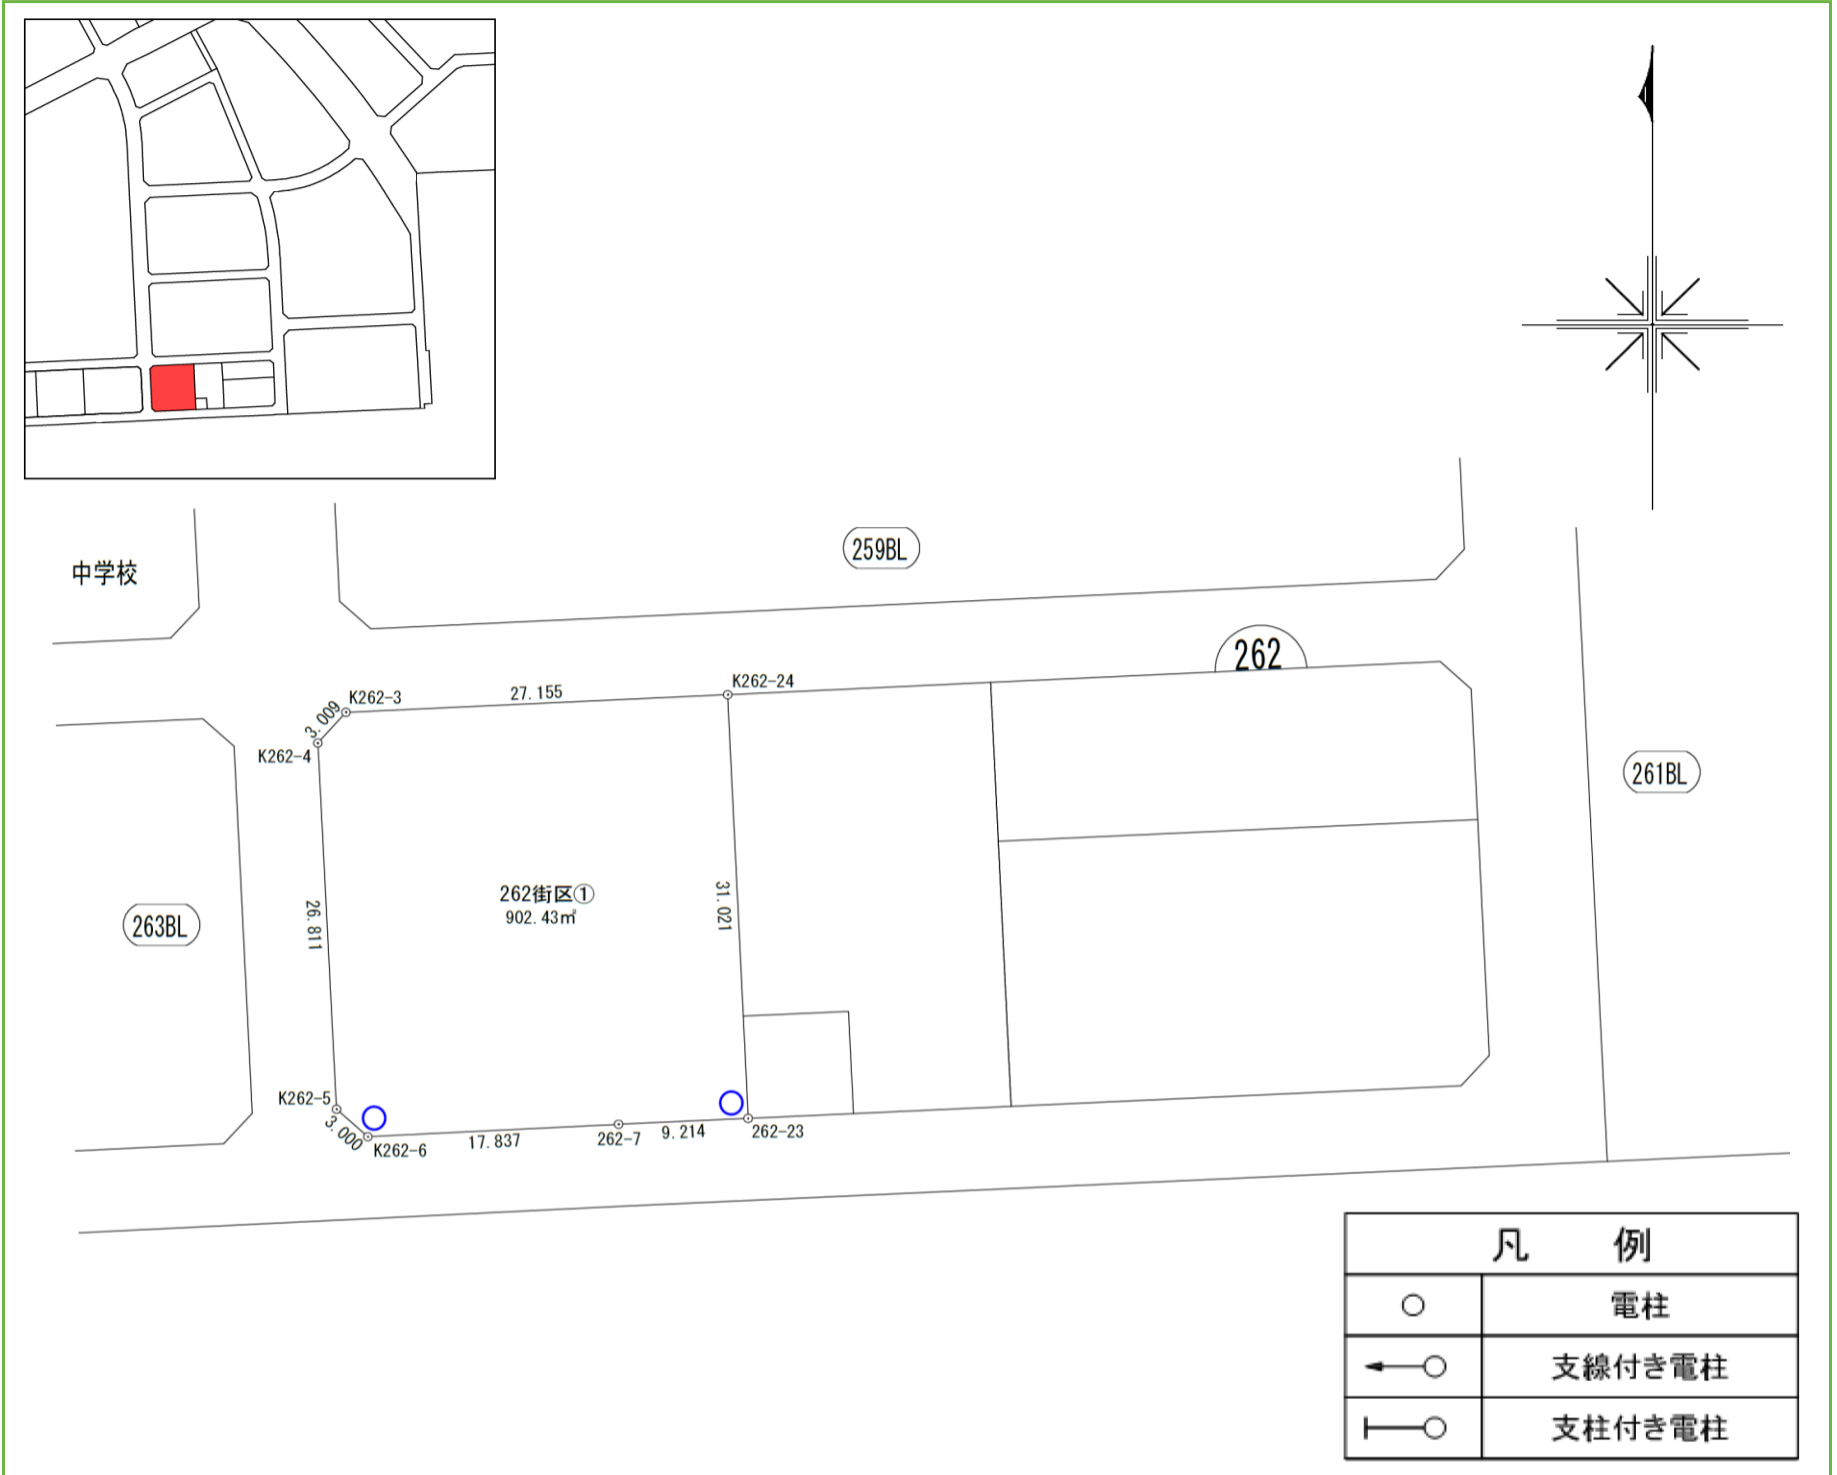 中学校
259BL
262
K262-24
27.155
K262-3
3.009
K262-4
261BL
262街区①
902.43㎡
31.021
26.811
263BL
K262-5
3.000
K262-6
17.837
262-7
9.214
262-23
凡 例
電柱
支線付き電柱
支柱付き電柱